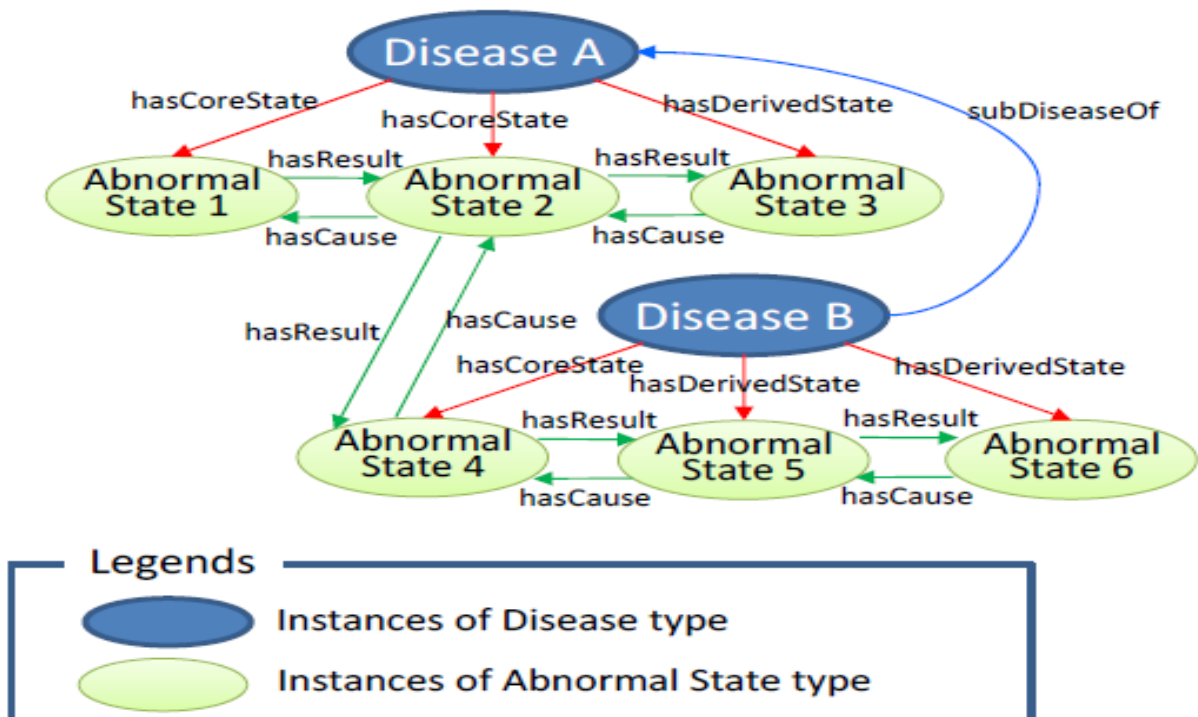 Disease A
hasCoreState
hasCoreState
hasDerivedState
subDiseaseOf
Abnormal
State 1
hasResult
hasCause
Abnormal
State 2
hasResult
hasCause
Abnormal
State 3
hasResult
hasCause
Disease B
hasCoreState
hasDerivedState
hasDerivedState
Abnormal
State 4
hasResult
hasCause
Abnormal
State 5
hasResult
hasCause
Abnormal
State 6
Legends
Instances of Disease type
Instances of Abnormal State type